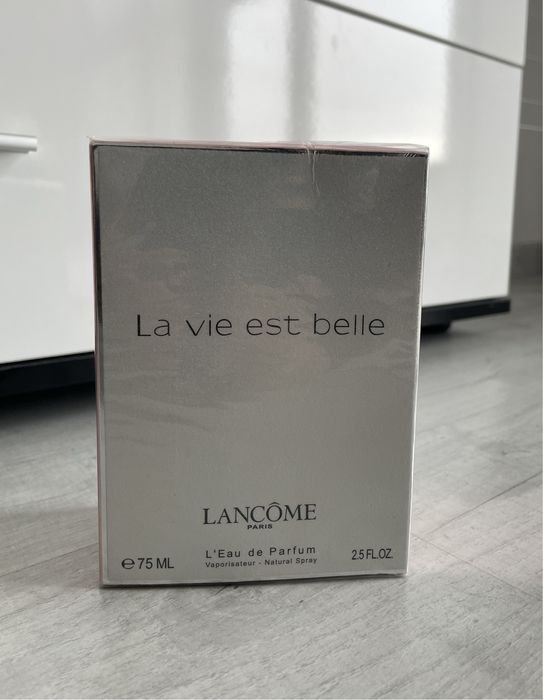 La vie est belle
LANCÔME
PARIS
L'Eau de Parfum
℮75 ML
Vaporisateur - Natural Spray
2.5 FL.OZ.